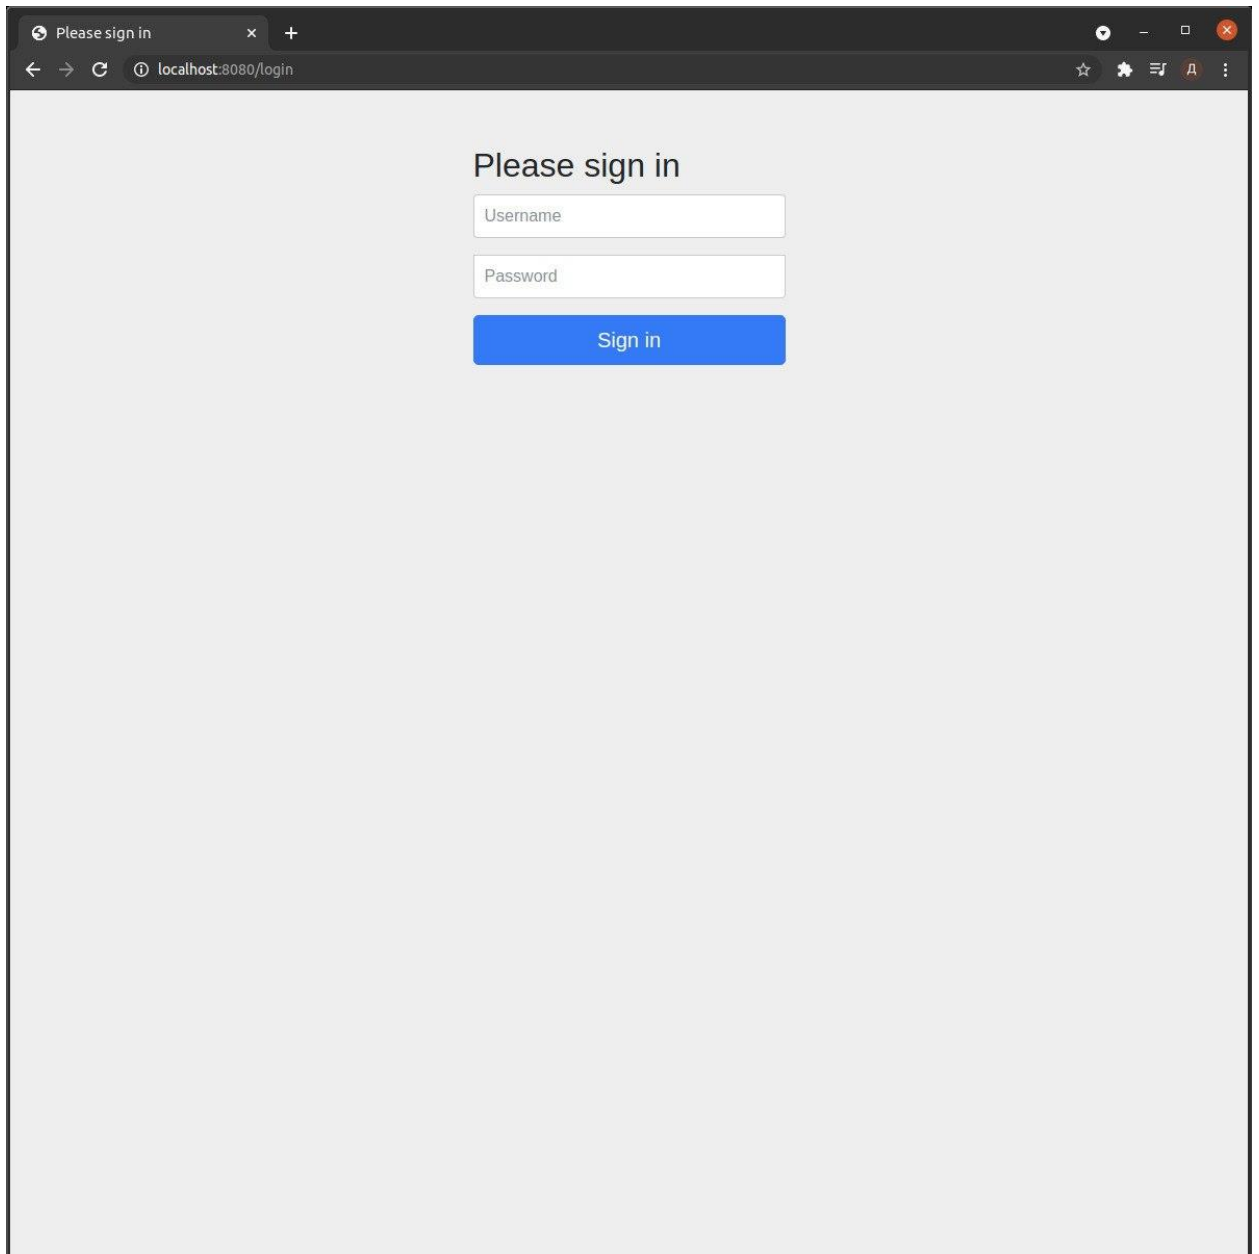 Please sign in
localhost:8080/login
Д
Please sign in
Username
Password
Sign in